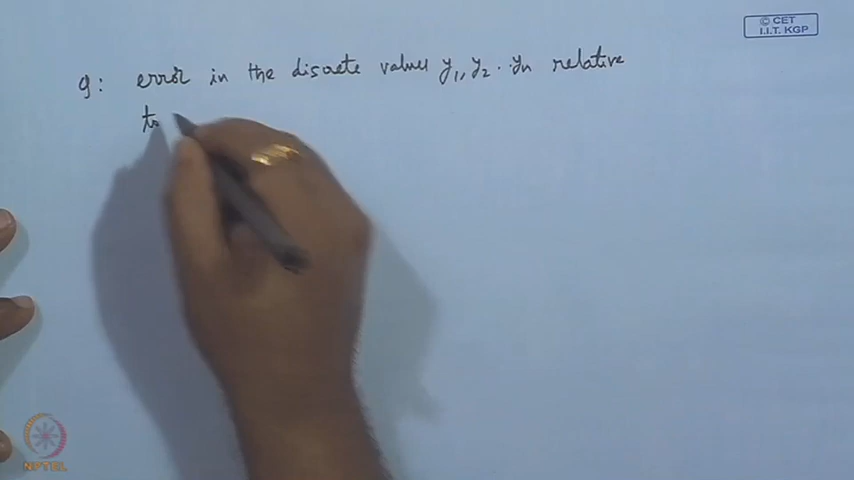 © CET
I.I.T. KGP
g: error in the discrete values y1, y2 . yn relative
to
NPTEL